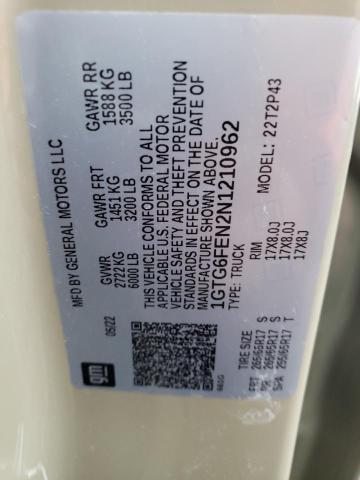 MFD BY GENERAL MOTORS LLC
05/22
GVWR
2722 KG
6000 LB
GAWR FRT
1451 KG
3200 LB
GAWR RR
1588 KG
3500 LB
THIS VEHICLE CONFORMS TO ALL
APPLICABLE U.S. FEDERAL MOTOR
VEHICLE SAFETY AND THEFT PREVENTION
STANDARDS IN EFFECT ON THE DATE OF
MANUFACTURE SHOWN ABOVE.
1GTG6FEN2N1210962
TYPE: TRUCK
MODEL: 22T2P43
TIRE SIZE
RIM
FRT 265/65R17 S 17X8.0J
RR 265/65R17 S 17X8.0J
SPA 255/65R17 T 17X8J
gm